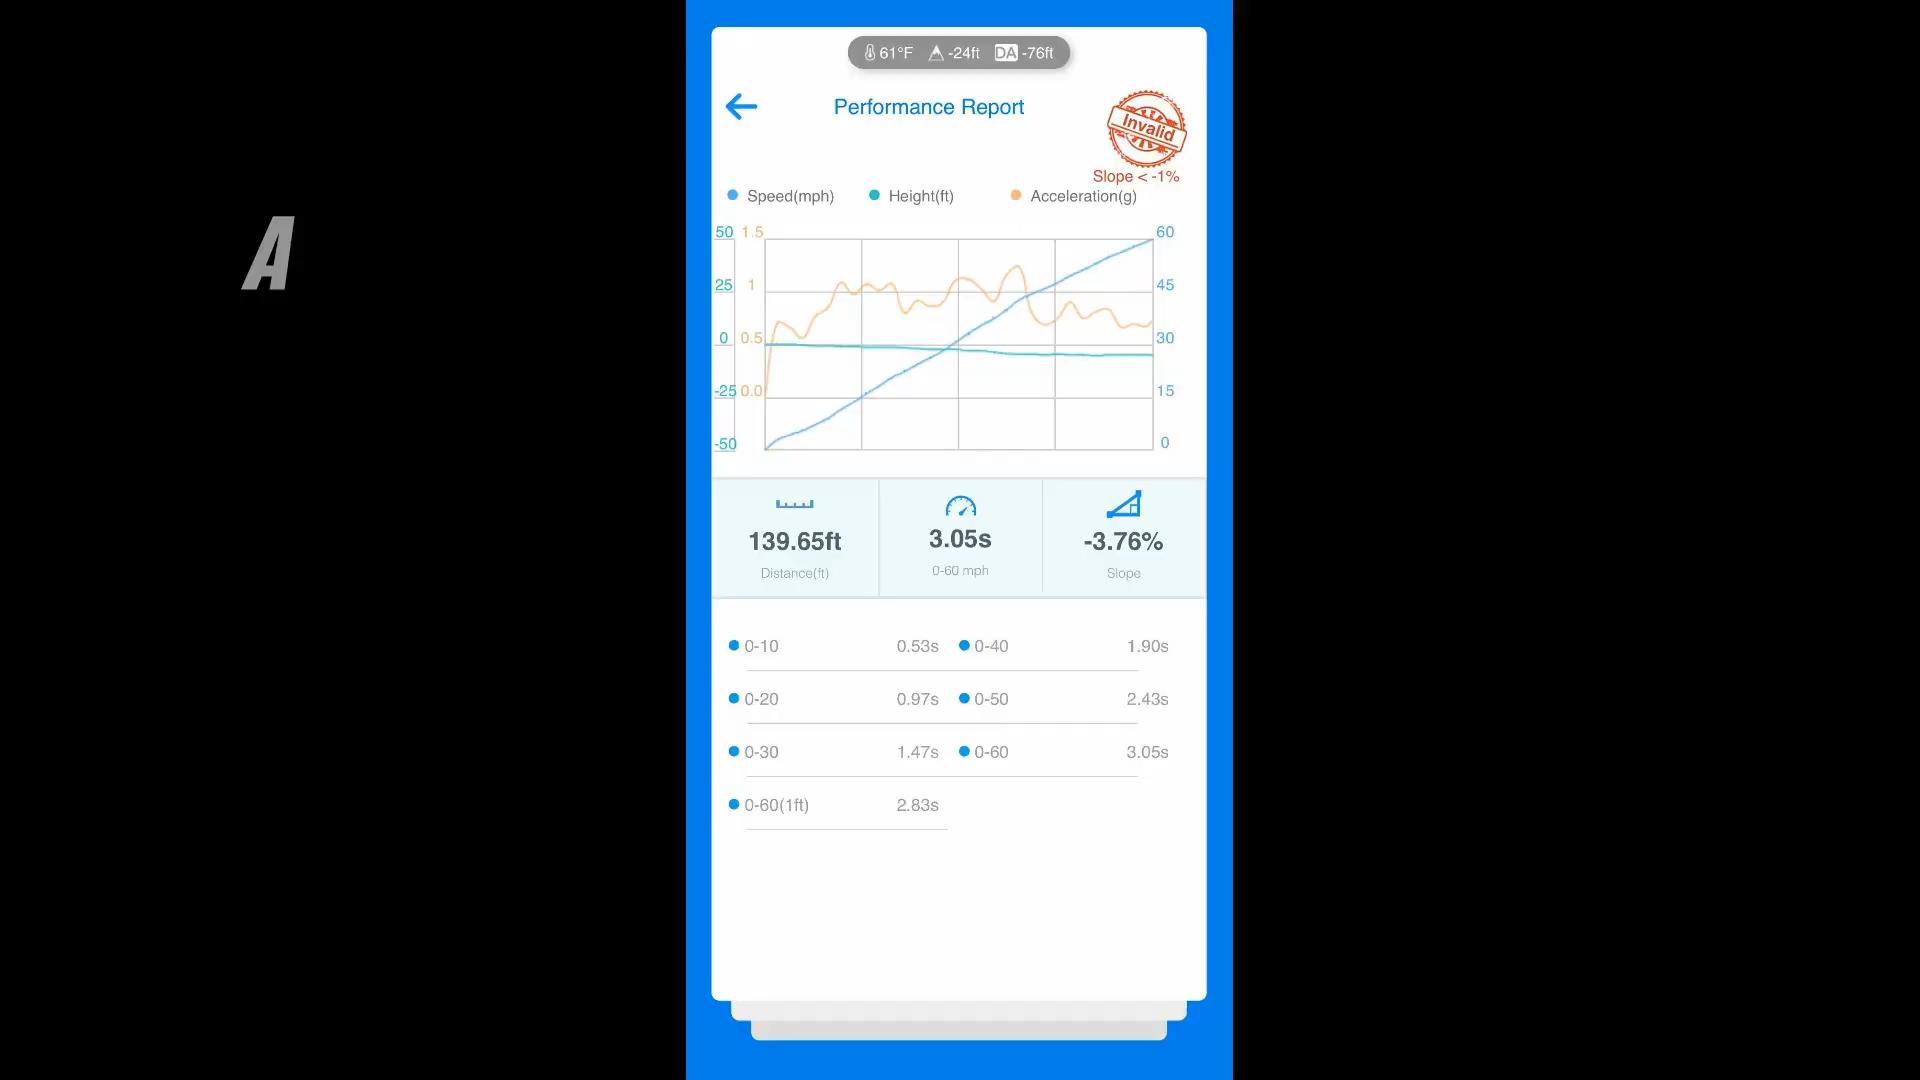 61°F -24ft DA -76ft
Performance Report
Invalid
Slope < -1%
Speed(mph) Height(ft) Acceleration(g)
A
50 1.5 60
25 1 45
0 0.5 30
-25 0.0 15
-50 0
139.65ft 3.05s -3.76%
Distance(ft) 0-60 mph Slope
0-10 0.53s 0-40 1.90s
0-20 0.97s 0-50 2.43s
0-30 1.47s 0-60 3.05s
0-60(1ft) 2.83s